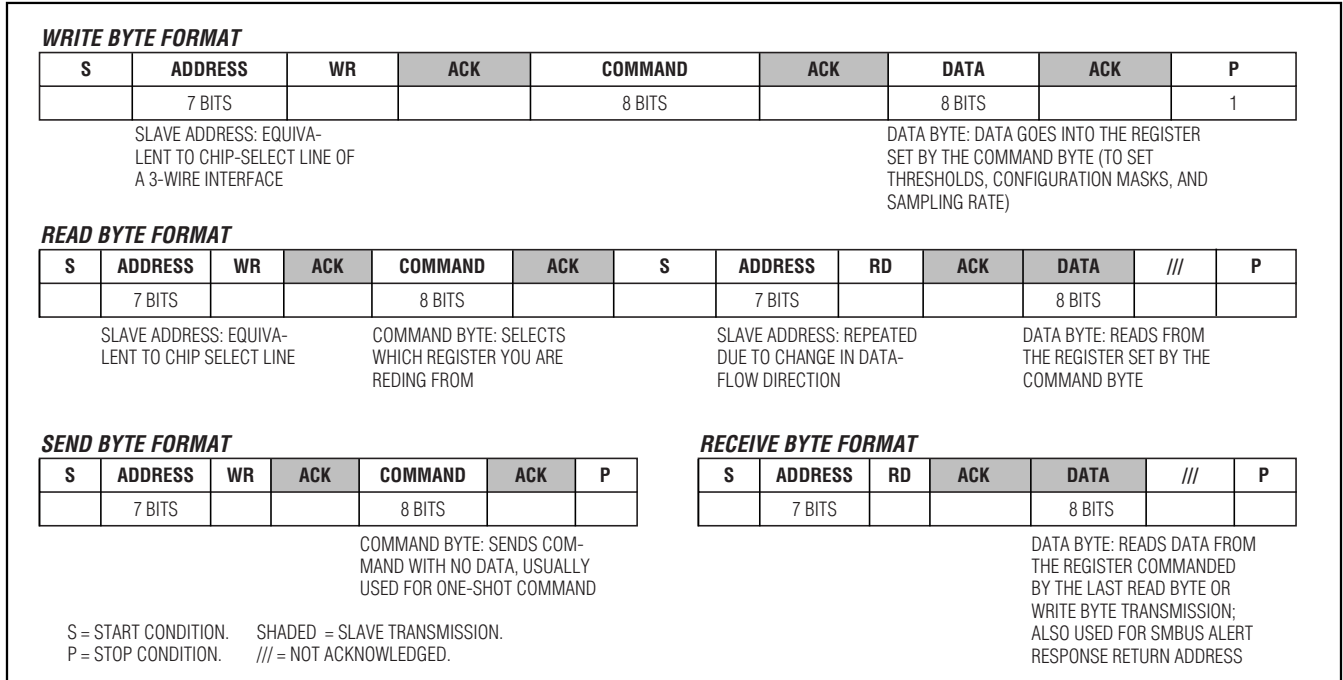 WRITE BYTE FORMAT
S ADDRESS WR ACK COMMAND ACK DATA ACK P
7 BITS 8 BITS 8 BITS 1
SLAVE ADDRESS: EQUIVA-
LENT TO CHIP-SELECT LINE OF
A 3-WIRE INTERFACE
DATA BYTE: DATA GOES INTO THE REGISTER
SET BY THE COMMAND BYTE (TO SET
THRESHOLDS, CONFIGURATION MASKS, AND
SAMPLING RATE)
READ BYTE FORMAT
S ADDRESS WR ACK COMMAND ACK S ADDRESS RD ACK DATA /// P
7 BITS 8 BITS 7 BITS 8 BITS
SLAVE ADDRESS: EQUIVA-
LENT TO CHIP SELECT LINE
COMMAND BYTE: SELECTS
WHICH REGISTER YOU ARE
REDING FROM
SLAVE ADDRESS: REPEATED
DUE TO CHANGE IN DATA-
FLOW DIRECTION
DATA BYTE: READS FROM
THE REGISTER SET BY THE
COMMAND BYTE
SEND BYTE FORMAT
S ADDRESS WR ACK COMMAND ACK P
7 BITS 8 BITS
COMMAND BYTE: SENDS COM-
MAND WITH NO DATA, USUALLY
USED FOR ONE-SHOT COMMAND
RECEIVE BYTE FORMAT
S ADDRESS RD ACK DATA /// P
7 BITS 8 BITS
DATA BYTE: READS DATA FROM
THE REGISTER COMMANDED
BY THE LAST READ BYTE OR
WRITE BYTE TRANSMISSION;
ALSO USED FOR SMBUS ALERT
RESPONSE RETURN ADDRESS
S = START CONDITION. SHADED = SLAVE TRANSMISSION.
P = STOP CONDITION. /// = NOT ACKNOWLEDGED.